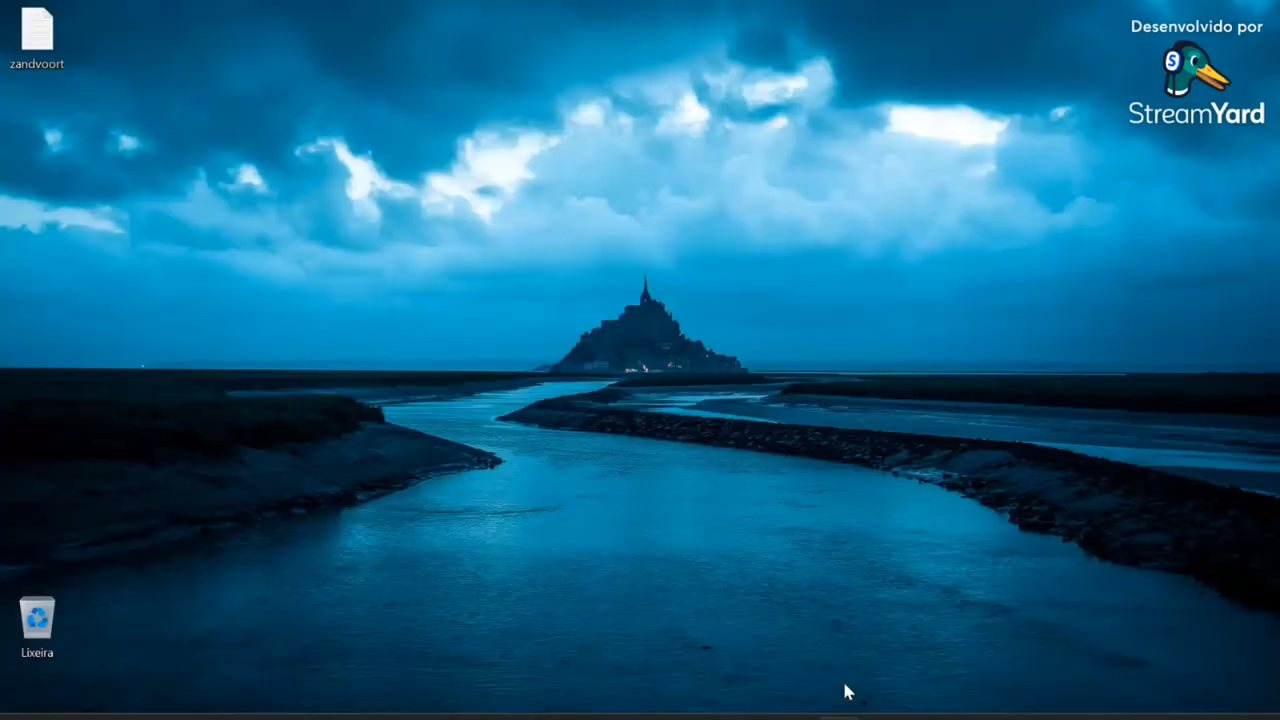 zandvoort
Desenvolvido por
S
StreamYard
Lixeira